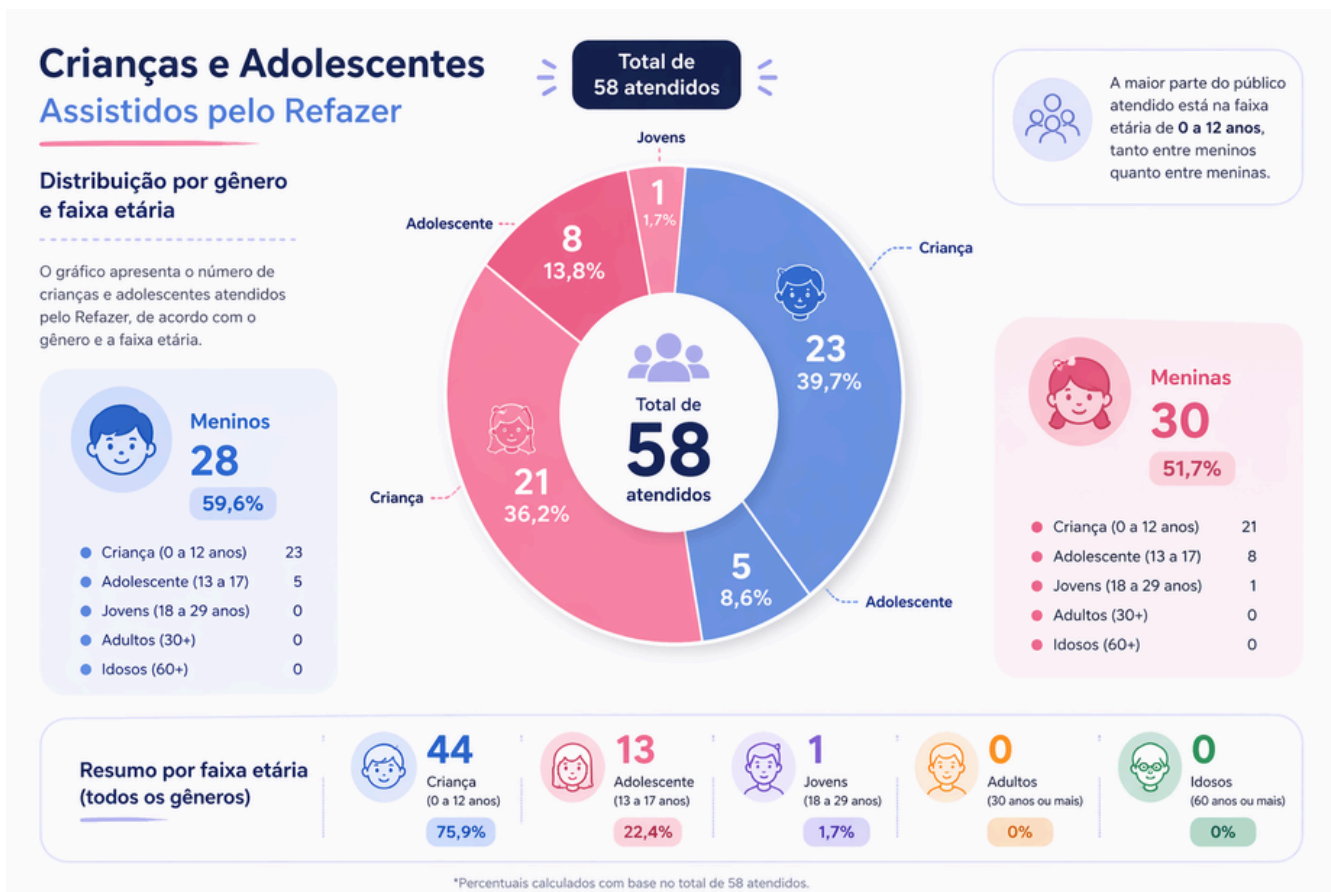 Crianças e Adolescentes
Assistidos pelo Refazer
Distribuição por gênero
e faixa etária
O gráfico apresenta o número de
crianças e adolescentes atendidos
pelo Refazer, de acordo com o
gênero e a faixa etária.
Meninos
28
59,6%
Criança (0 a 12 anos) 23
Adolescente (13 a 17) 5
Jovens (18 a 29 anos) 0
Adultos (30+) 0
Idosos (60+) 0
Total de
58 atendidos
Jovens
1
1,7%
Adolescente
8
13,8%
Criança
23
39,7%
Criança
21
36,2%
5
8,6%
Adolescente
Total de
58
atendidos
A maior parte do público
atendido está na faixa
etária de 0 a 12 anos,
tanto entre meninos
quanto entre meninas.
Meninas
30
51,7%
Criança (0 a 12 anos) 21
Adolescente (13 a 17) 8
Jovens (18 a 29 anos) 1
Adultos (30+) 0
Idosos (60+) 0
Resumo por faixa etária
(todos os gêneros)
44
Criança
(0 a 12 anos)
75,9%
13
Adolescente
(13 a 17 anos)
22,4%
1
Jovens
(18 a 29 anos)
1,7%
0
Adultos
(30 anos ou mais)
0%
0
Idosos
(60 anos ou mais)
0%
*Percentuais calculados com base no total de 58 atendidos.